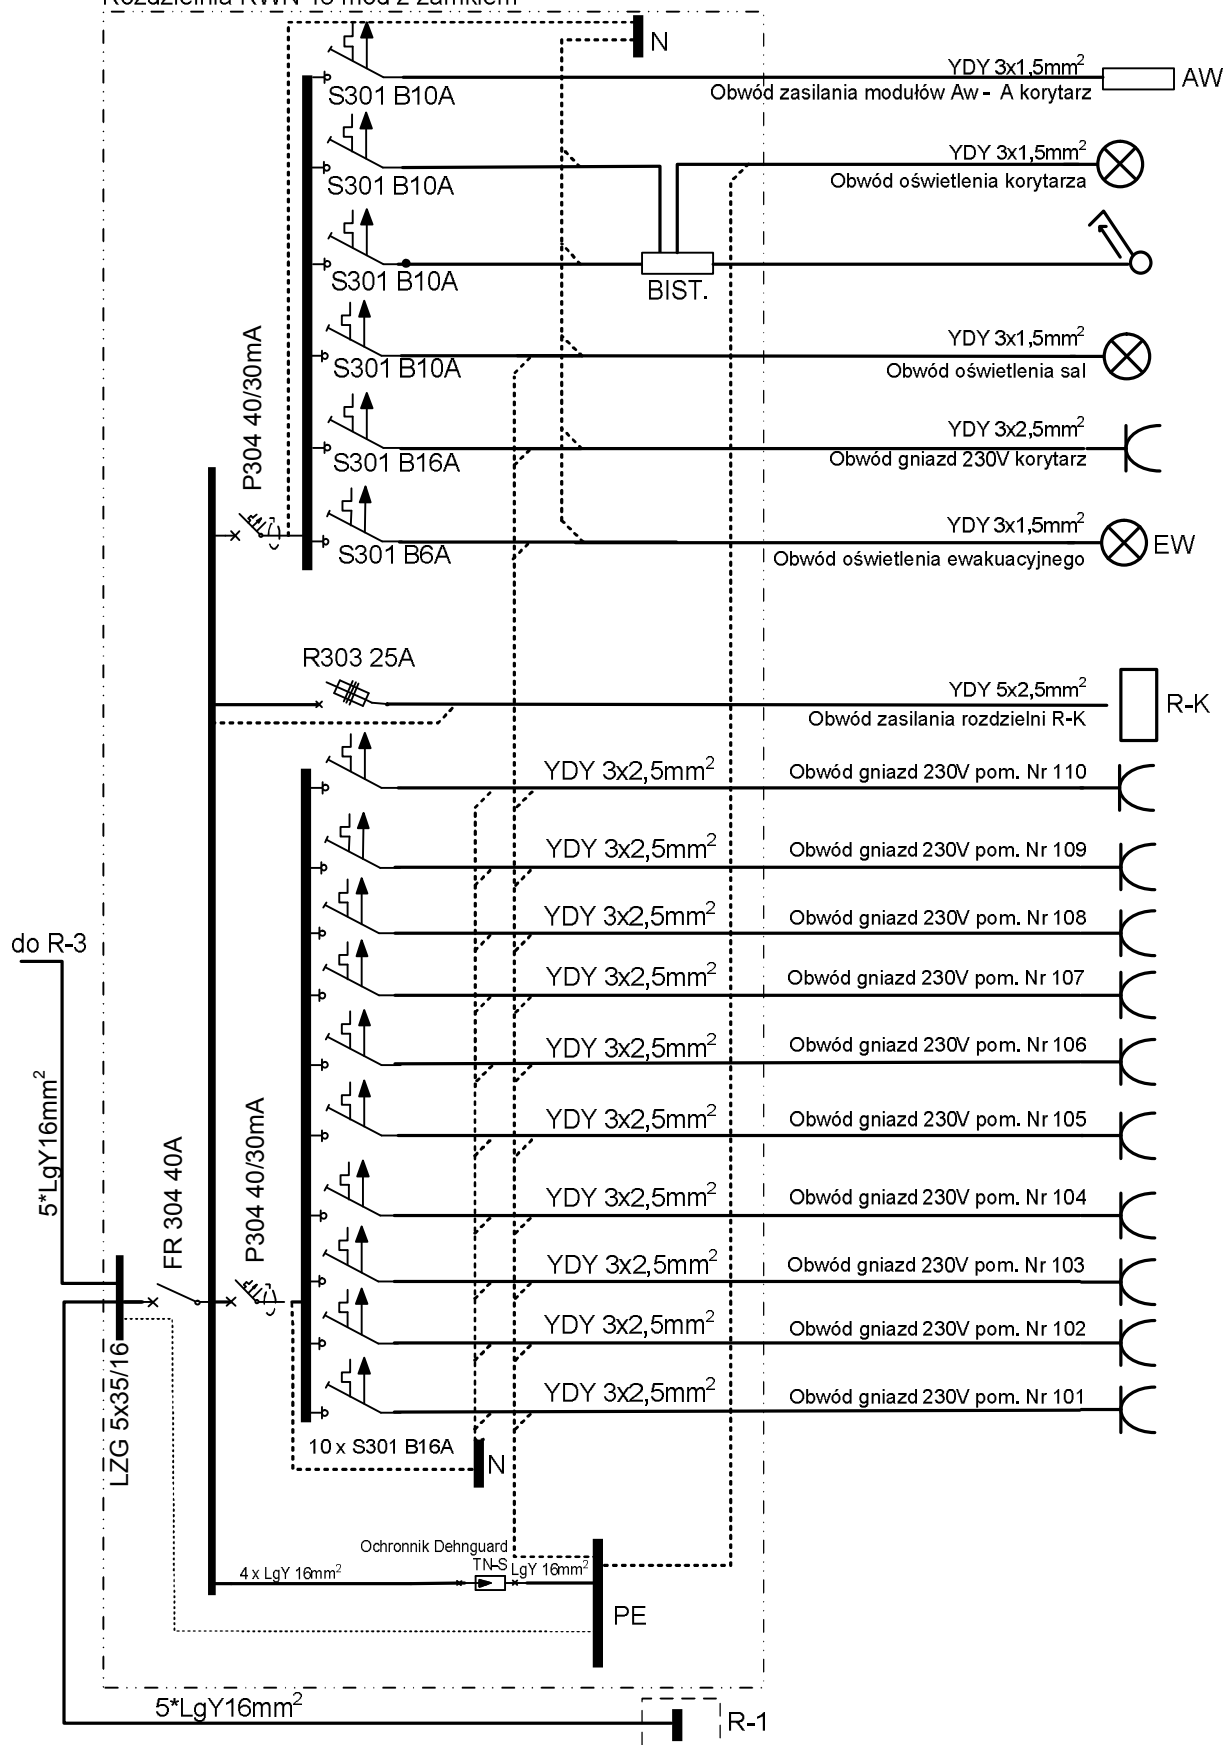 N
YDY 3x1,5mm²
AW
S301 B10A
Obwód zasilania modułów Aw - A korytarz
YDY 3x1,5mm²
S301 B10A
Obwód oświetlenia korytarza
S301 B10A
BIST.
YDY 3x1,5mm²
S301 B10A
Obwód oświetlenia sal
P304 40/30mA
YDY 3x2,5mm²
S301 B16A
Obwód gniazd 230V korytarz
YDY 3x1,5mm²
EW
S301 B6A
Obwód oświetlenia ewakuacyjnego
R303 25A
YDY 5x2,5mm²
R-K
Obwód zasilania rozdzielni R-K
YDY 3x2,5mm²
Obwód gniazd 230V pom. Nr 110
YDY 3x2,5mm²
Obwód gniazd 230V pom. Nr 109
YDY 3x2,5mm²
Obwód gniazd 230V pom. Nr 108
do R-3
YDY 3x2,5mm²
Obwód gniazd 230V pom. Nr 107
YDY 3x2,5mm²
Obwód gniazd 230V pom. Nr 106
5*LgY16mm²
YDY 3x2,5mm²
Obwód gniazd 230V pom. Nr 105
FR 304 40A
P304 40/30mA
YDY 3x2,5mm²
Obwód gniazd 230V pom. Nr 104
YDY 3x2,5mm²
Obwód gniazd 230V pom. Nr 103
YDY 3x2,5mm²
Obwód gniazd 230V pom. Nr 102
LZG 5x35/16
YDY 3x2,5mm²
Obwód gniazd 230V pom. Nr 101
10 x S301 B16A
N
Ochronnik Dehnguard
TN-S
4 x LgY 16mm²
LgY 16mm²
PE
5*LgY16mm²
R-1